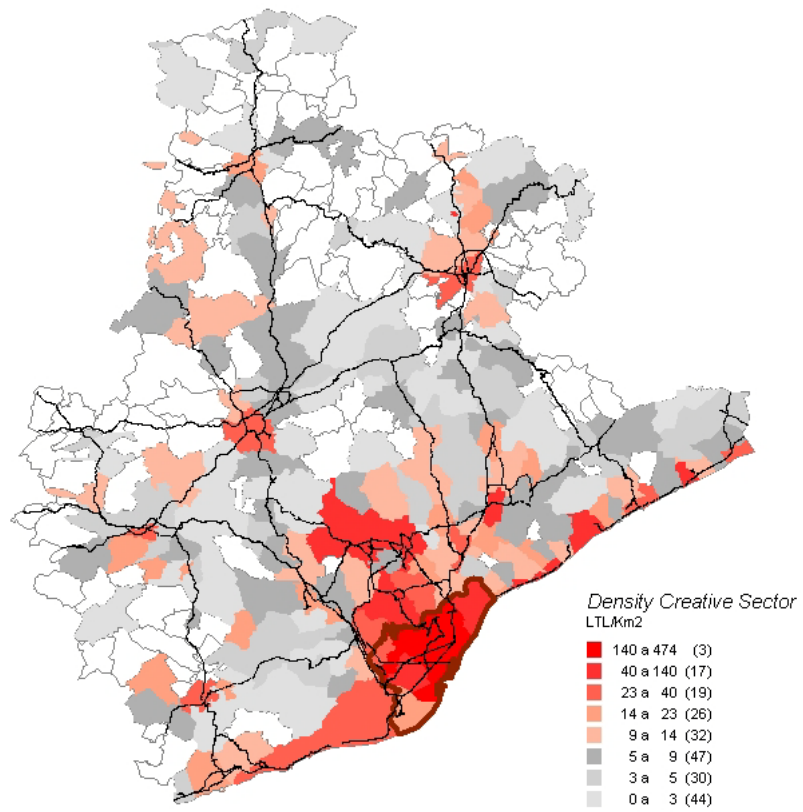 Density Creative Sector
LTL/Km2
140 a 474 (3)
40 a 140 (17)
23 a 40 (19)
14 a 23 (26)
9 a 14 (32)
5 a 9 (47)
3 a 5 (30)
0 a 3 (44)